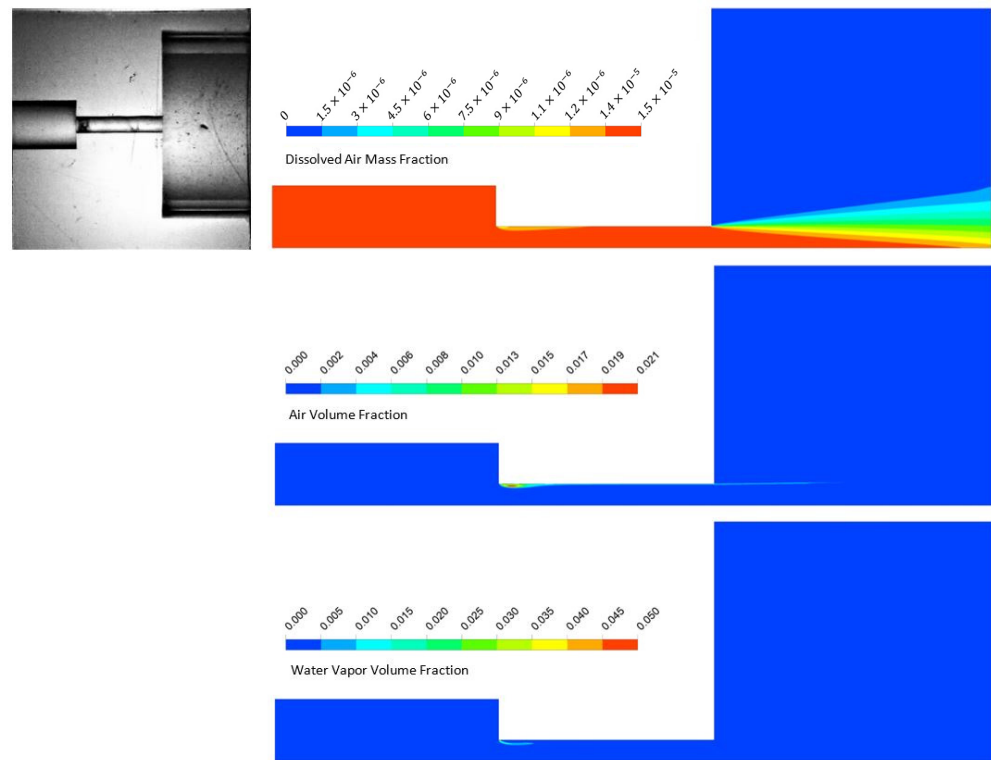 0
1.5 × 10⁻⁶
3 × 10⁻⁶
4.5 × 10⁻⁶
6 × 10⁻⁶
7.5 × 10⁻⁶
9 × 10⁻⁶
1.1 × 10⁻⁶
1.2 × 10⁻⁶
1.4 × 10⁻⁵
1.5 × 10⁻⁵
Dissolved Air Mass Fraction
0.000
0.002
0.004
0.006
0.008
0.010
0.013
0.015
0.017
0.019
0.021
Air Volume Fraction
0.000
0.005
0.010
0.015
0.020
0.025
0.030
0.035
0.040
0.045
0.050
Water Vapor Volume Fraction